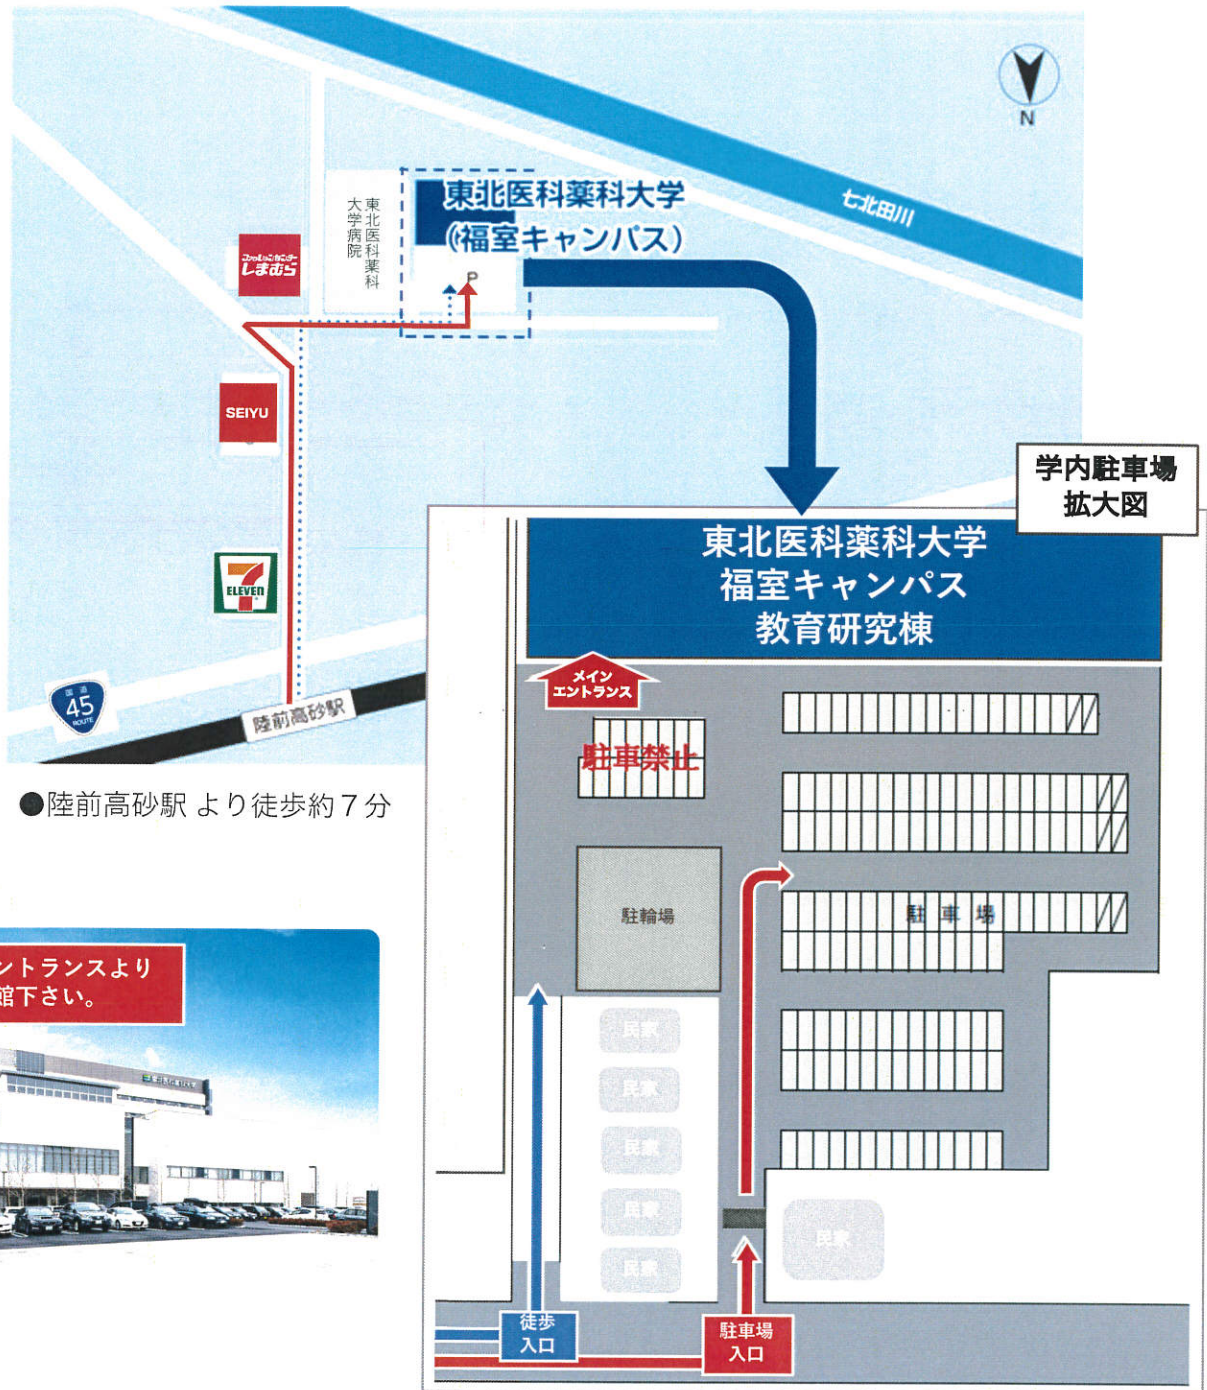 N
七北田川
東北医科薬科大学
(福室キャンパス)
東北医科薬科
大学病院
P
ファッションセンター
しまむら
SEIYU
7
ELEVEN
国道
45
ROUTE
陸前高砂駅
●陸前高砂駅 より徒歩約7分
学内駐車場
拡大図
東北医科薬科大学
福室キャンパス
教育研究棟
メイン
エントランス
駐車禁止
駐輪場
駐車場
民家
民家
民家
民家
民家
民家
徒歩
入口
駐車場
入口
ントランスより
館下さい。